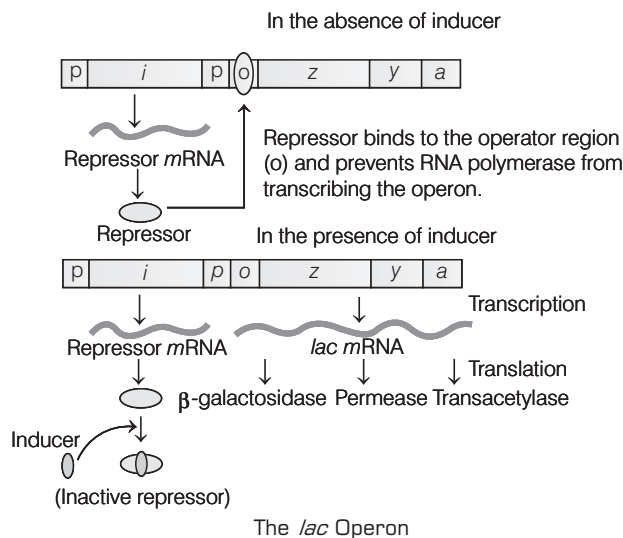 In the absence of inducer
p i p o z y a
Repressor mRNA
Repressor binds to the operator region
(o) and prevents RNA polymerase from
transcribing the operon.
Repressor
In the presence of inducer
p i p o z y a
Transcription
Repressor mRNA
lac mRNA
Translation
β-galactosidase Permease Transacetylase
Inducer
(Inactive repressor)
The lac Operon